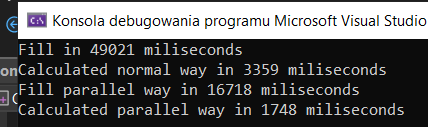 Konsola debugowania programu Microsoft Visual Studio
Fill in 49021 miliseconds
Calculated normal way in 3359 miliseconds
Fill parallel way in 16718 miliseconds
Calculated parallel way in 1748 miliseconds